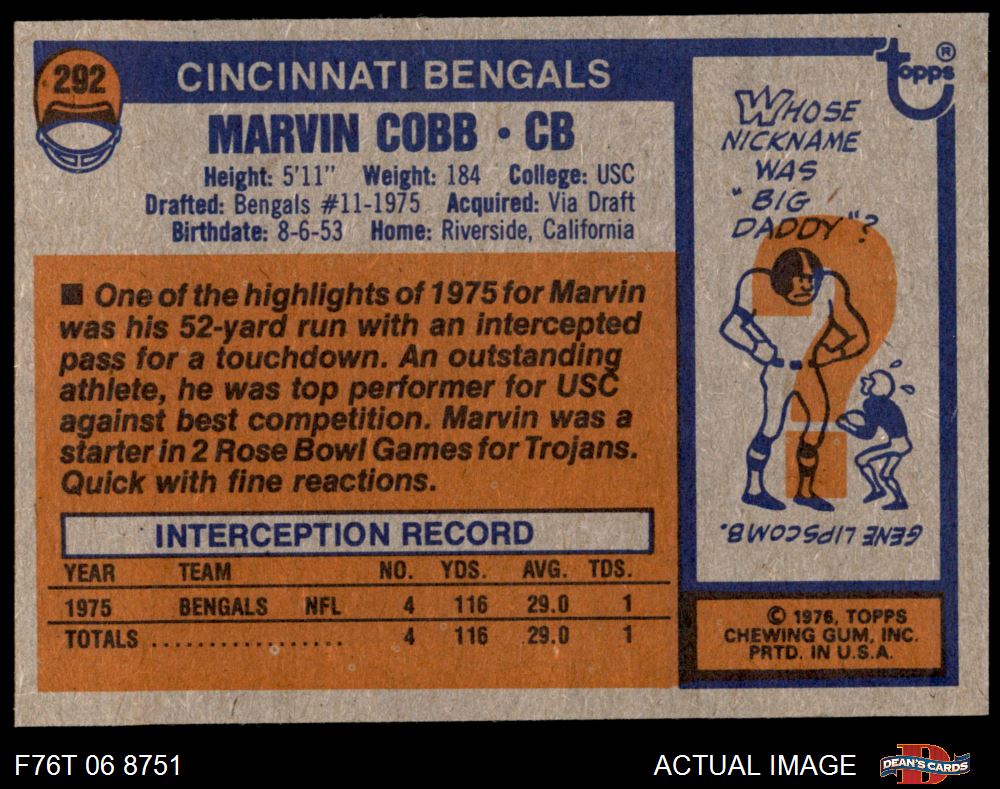 292
CINCINNATI BENGALS
MARVIN COBB • CB
Height: 5'11" Weight: 184 College: USC
Drafted: Bengals #11-1975 Acquired: Via Draft
Birthdate: 8-6-53 Home: Riverside, California
■ One of the highlights of 1975 for Marvin
was his 52-yard run with an intercepted
pass for a touchdown. An outstanding
athlete, he was top performer for USC
against best competition. Marvin was a
starter in 2 Rose Bowl Games for Trojans.
Quick with fine reactions.
INTERCEPTION RECORD
YEAR TEAM NO. YDS. AVG. TDS.
1975 BENGALS NFL 4 116 29.0 1
TOTALS .................. 4 116 29.0 1
topps®
WHOSE
NICKNAME
WAS
"BIG
DADDY"?
GENE LIPSCOMB.
© 1976, TOPPS
CHEWING GUM, INC.
PRTD. IN U.S.A.
F76T 06 8751
ACTUAL IMAGE
DEAN'S CARDS